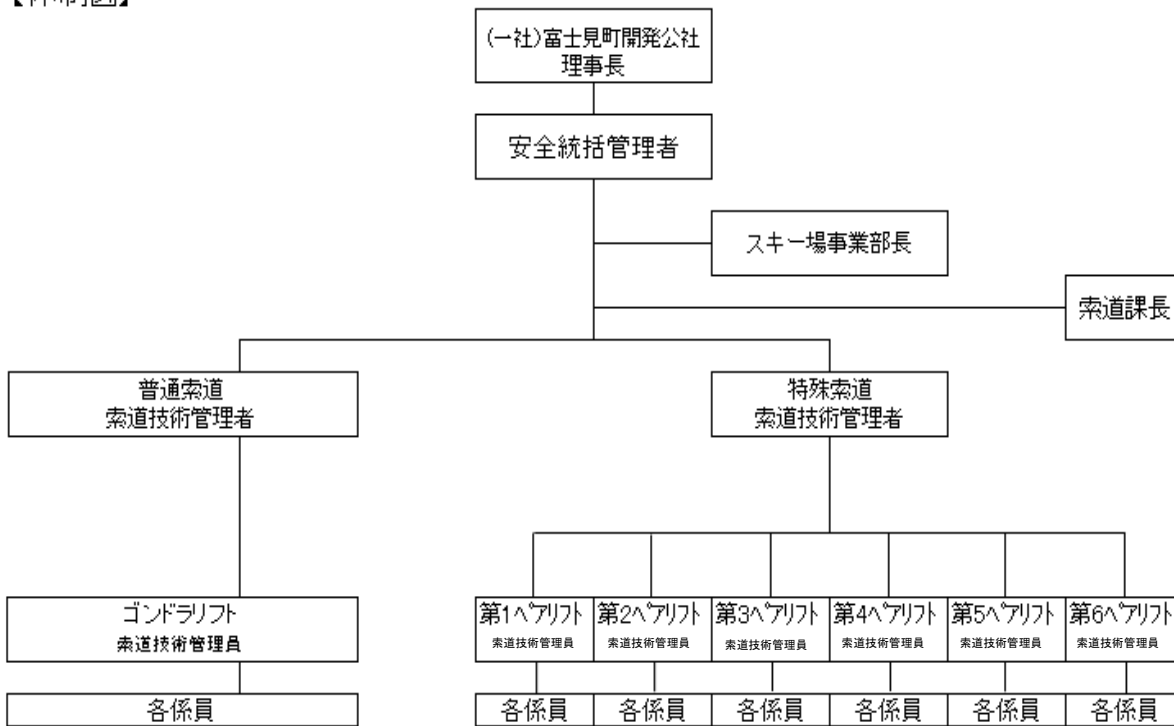 【体制図】
(一社)富士見町開発公社
理事長
安全統括管理者
スキー場事業部長
索道課長
普通索道
索道技術管理者
特殊索道
索道技術管理者
ゴンドラリフト
索道技術管理員
第1ペアリフト
索道技術管理員
第2ペアリフト
索道技術管理員
第3ペアリフト
索道技術管理員
第4ペアリフト
索道技術管理員
第5ペアリフト
索道技術管理員
第6ペアリフト
索道技術管理員
各係員
各係員
各係員
各係員
各係員
各係員
各係員